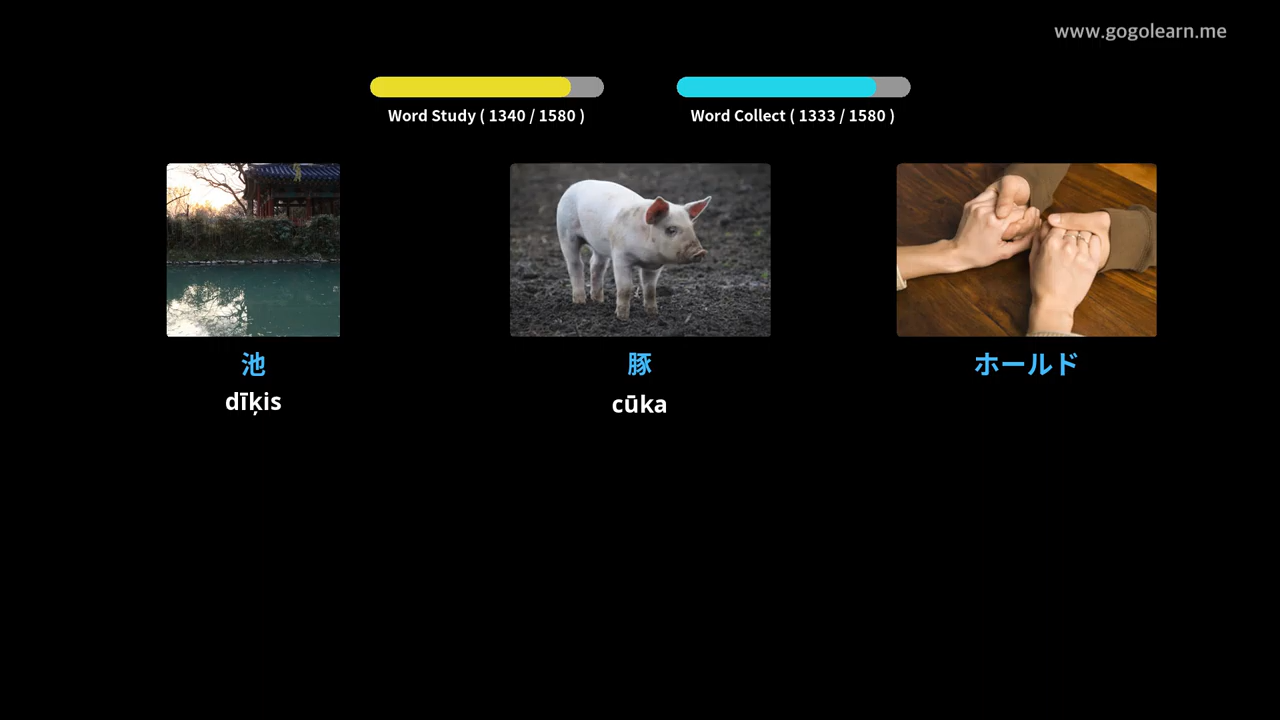 www.gogolearn.me
Word Study ( 1340 / 1580 )
Word Collect ( 1333 / 1580 )
池
dīķis
豚
cūka
ホールド